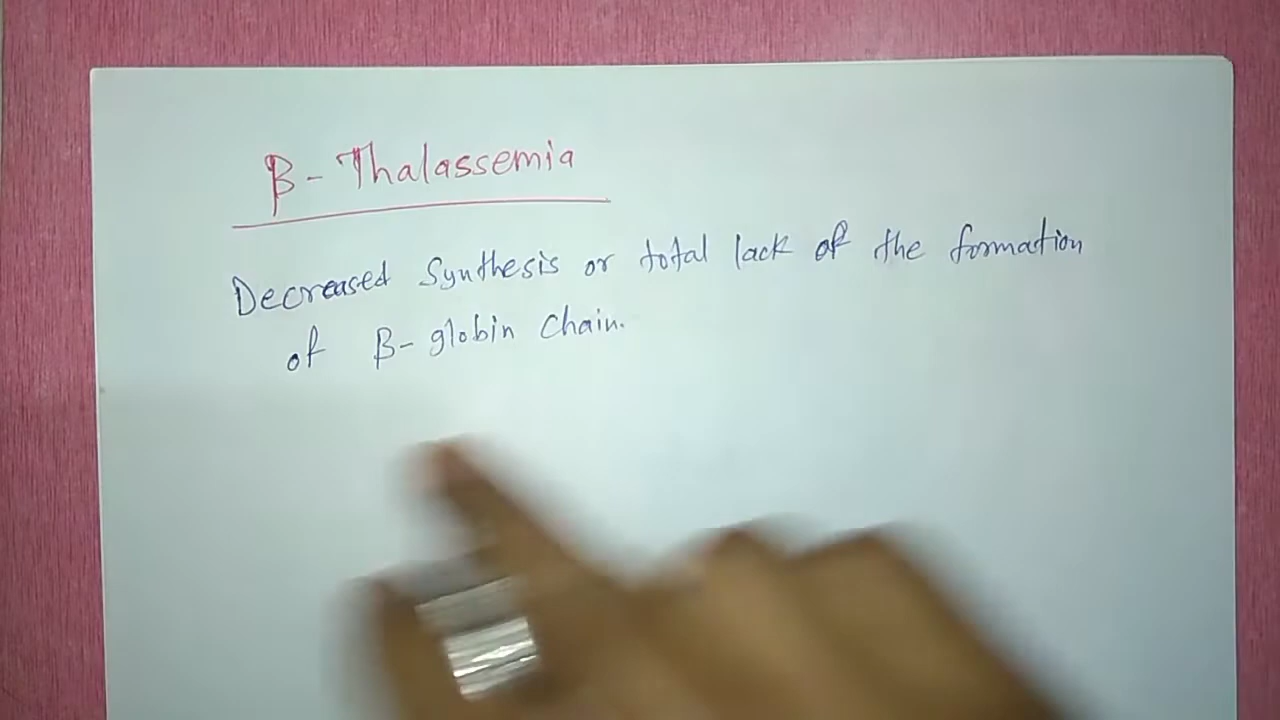 β - Thalassemia
Decreased Synthesis or total lack of the formation
of β- globin chain.